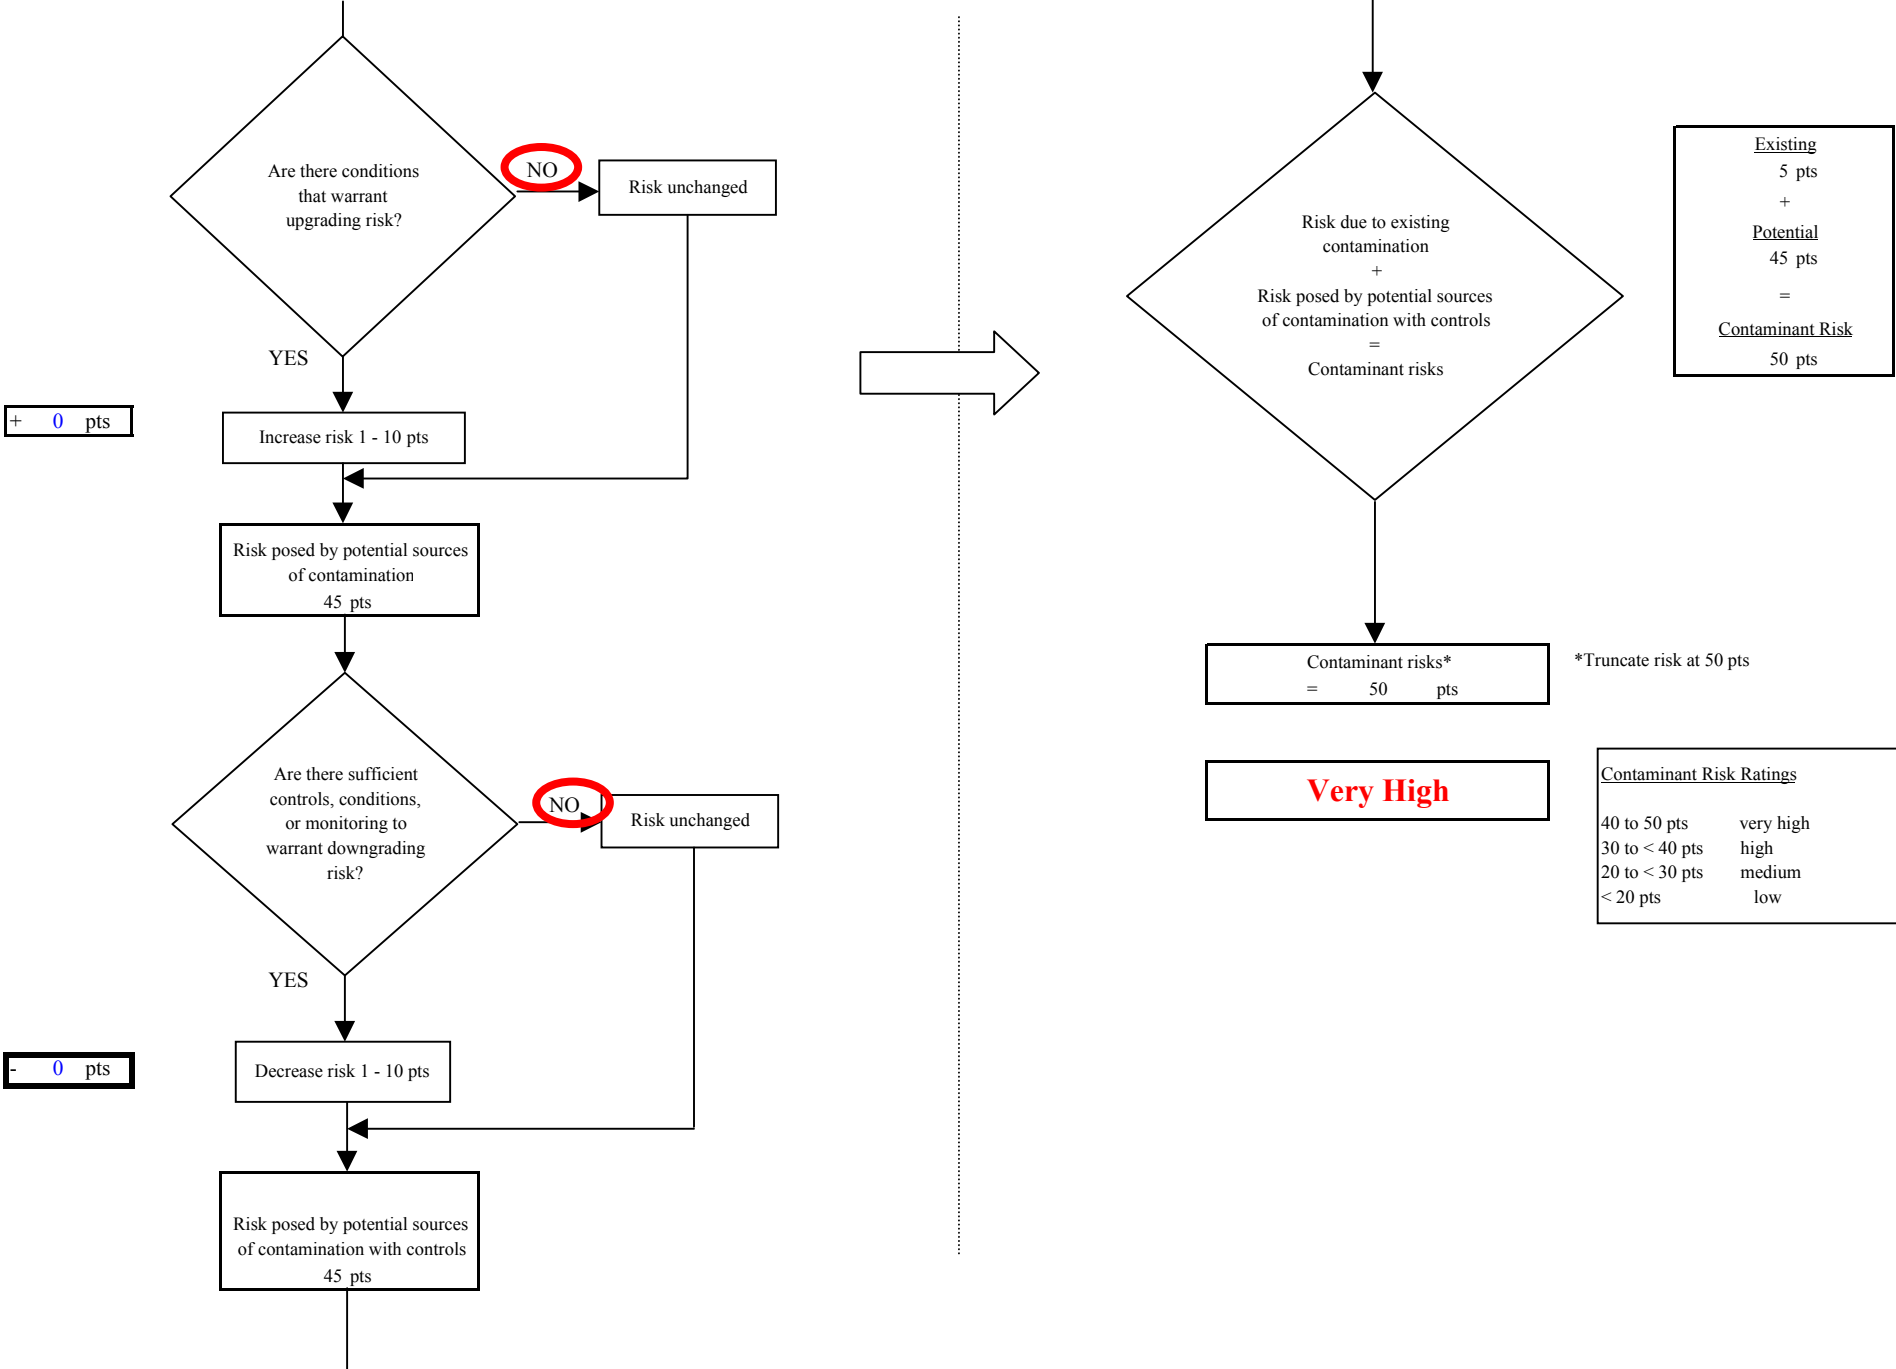 Are there conditions
that warrant
upgrading risk?
NO
Risk unchanged
YES
+ 0 pts
Increase risk 1 - 10 pts
Risk posed by potential sources
of contamination
45 pts
Are there sufficient
controls, conditions,
or monitoring to
warrant downgrading
risk?
NO
Risk unchanged
YES
- 0 pts
Decrease risk 1 - 10 pts
Risk posed by potential sources
of contamination with controls
45 pts
Risk due to existing
contamination
+
Risk posed by potential sources
of contamination with controls
=
Contaminant risks
Existing
5 pts
+
Potential
45 pts
=
Contaminant Risk
50 pts
Contaminant risks*
= 50 pts
*Truncate risk at 50 pts
Very High
Contaminant Risk Ratings
40 to 50 pts very high
30 to < 40 pts high
20 to < 30 pts medium
< 20 pts low